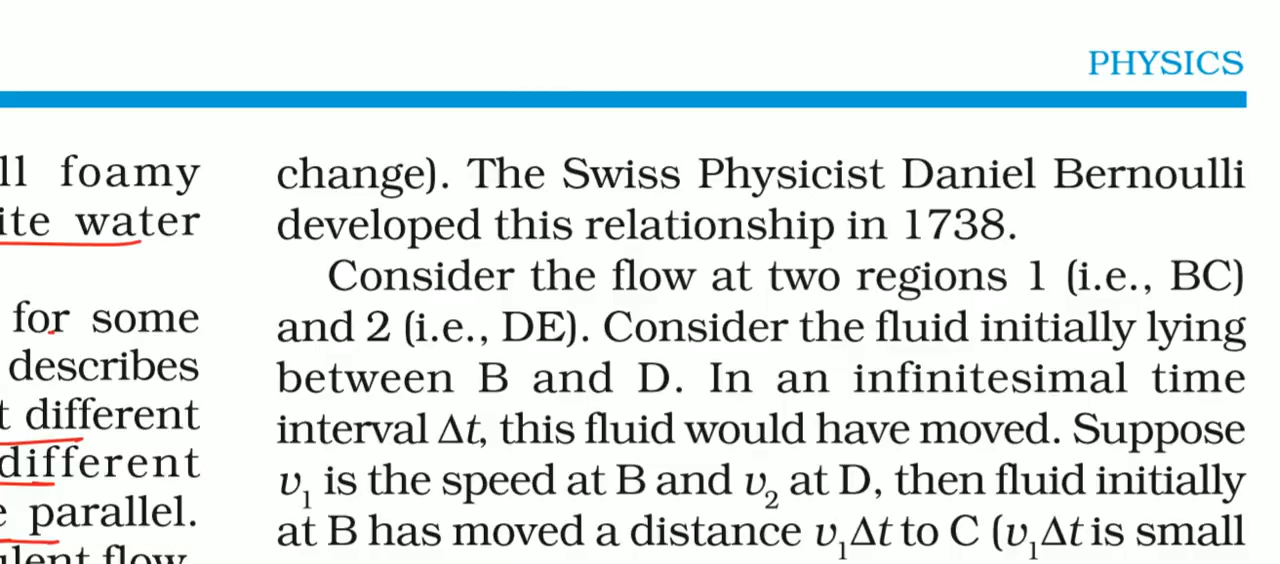 PHYSICS
ll foamy
ite water
for some
describes
t different
different
e parallel.
ulent flow
change). The Swiss Physicist Daniel Bernoulli
developed this relationship in 1738.
Consider the flow at two regions 1 (i.e., BC)
and 2 (i.e., DE). Consider the fluid initially lying
between B and D. In an infinitesimal time
interval Δt, this fluid would have moved. Suppose
v₁ is the speed at B and v₂ at D, then fluid initially
at B has moved a distance v₁Δt to C (v₁Δt is small